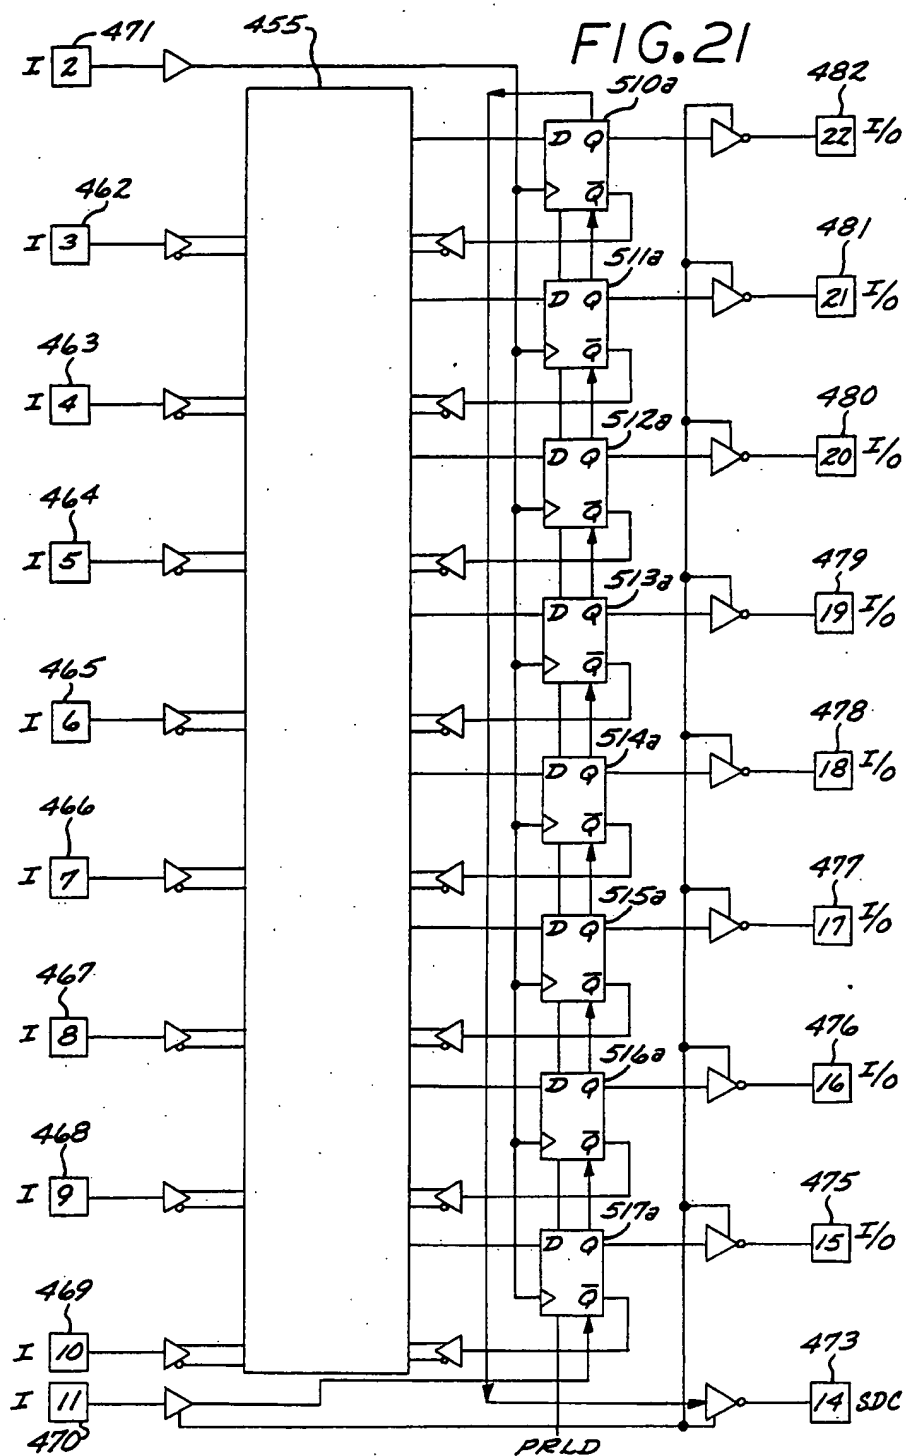 FIG.21
471
455
I 2
510a
482
D Q
22 I/O
Q̅
462
I 3
511a
481
D Q
21 I/O
Q̅
463
I 4
512a
480
D Q
20 I/O
Q̅
464
I 5
513a
479
D Q
19 I/O
Q̅
465
I 6
514a
478
D Q
18 I/O
Q̅
466
I 7
515a
477
D Q
17 I/O
Q̅
467
I 8
516a
476
D Q
16 I/O
Q̅
468
I 9
517a
475
D Q
15 I/O
Q̅
469
I 10
473
I 11
14 SDC
470
PRLD